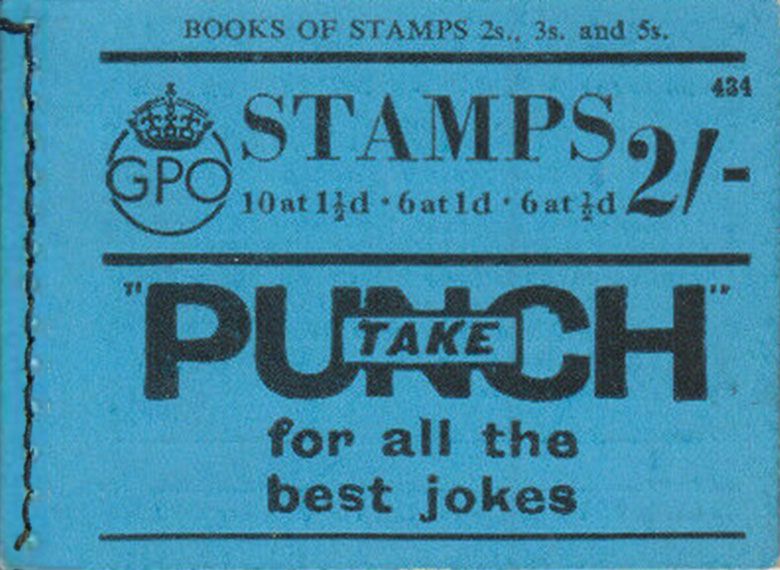 BOOKS OF STAMPS 2s., 3s. and 5s.
434
GPO
STAMPS 2/-
10 at 1½d · 6 at 1d · 6 at ½d
"PUNCH"
TAKE
for all the
best jokes